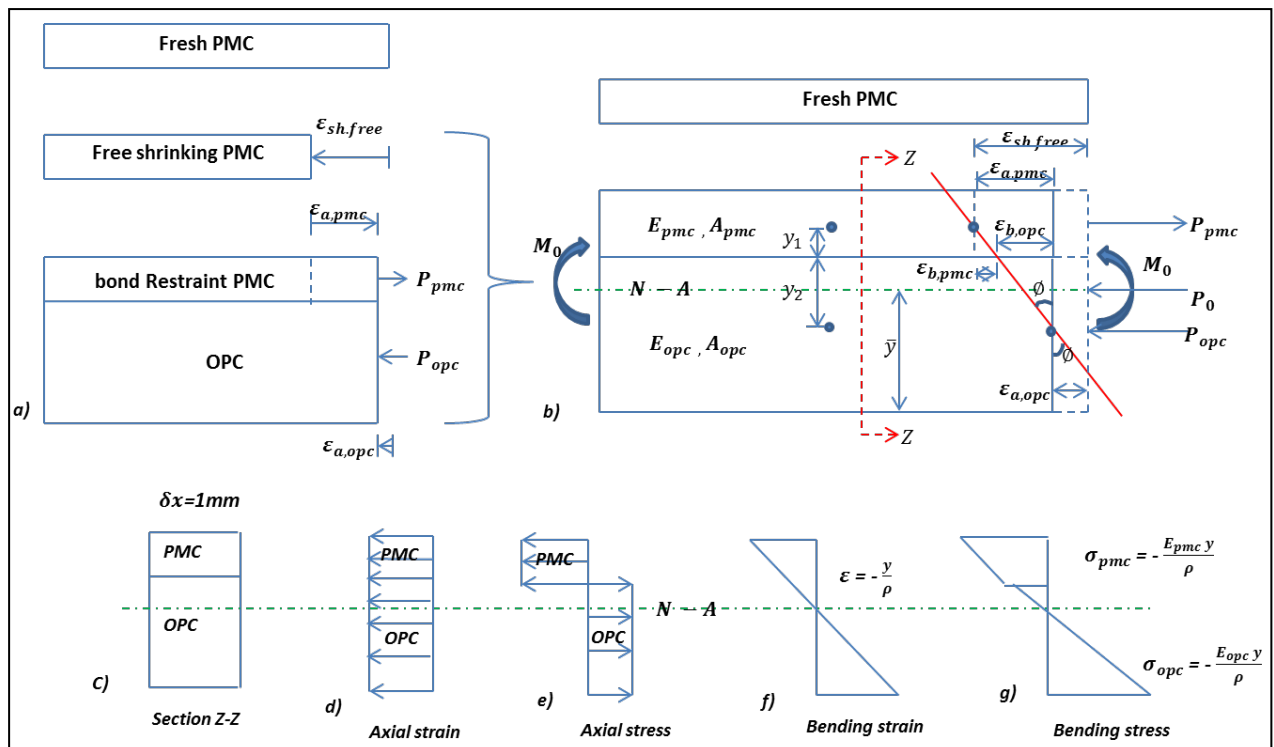 Fresh PMC
ε_sh.free
Free shrinking PMC
ε_a,pmc
bond Restraint PMC
P_pmc
OPC
P_opc
a)
ε_a,opc
Fresh PMC
ε_sh.free
Z
ε_a,pmc
E_pmc , A_pmc
y_1
ε_b,opc
P_pmc
M_0
ε_b,pmc
M_0
N − A
y_2
∅
P_0
E_opc , A_opc
ȳ
∅
P_opc
ε_a,opc
b)
Z
δx=1mm
PMC
OPC
C)
Section Z-Z
PMC
OPC
d)
Axial strain
PMC
N − A
OPC
e)
Axial stress
ε = - y/ρ
f)
Bending strain
σ_pmc = - E_pmc y/ρ
σ_opc = - E_opc y/ρ
g)
Bending stress